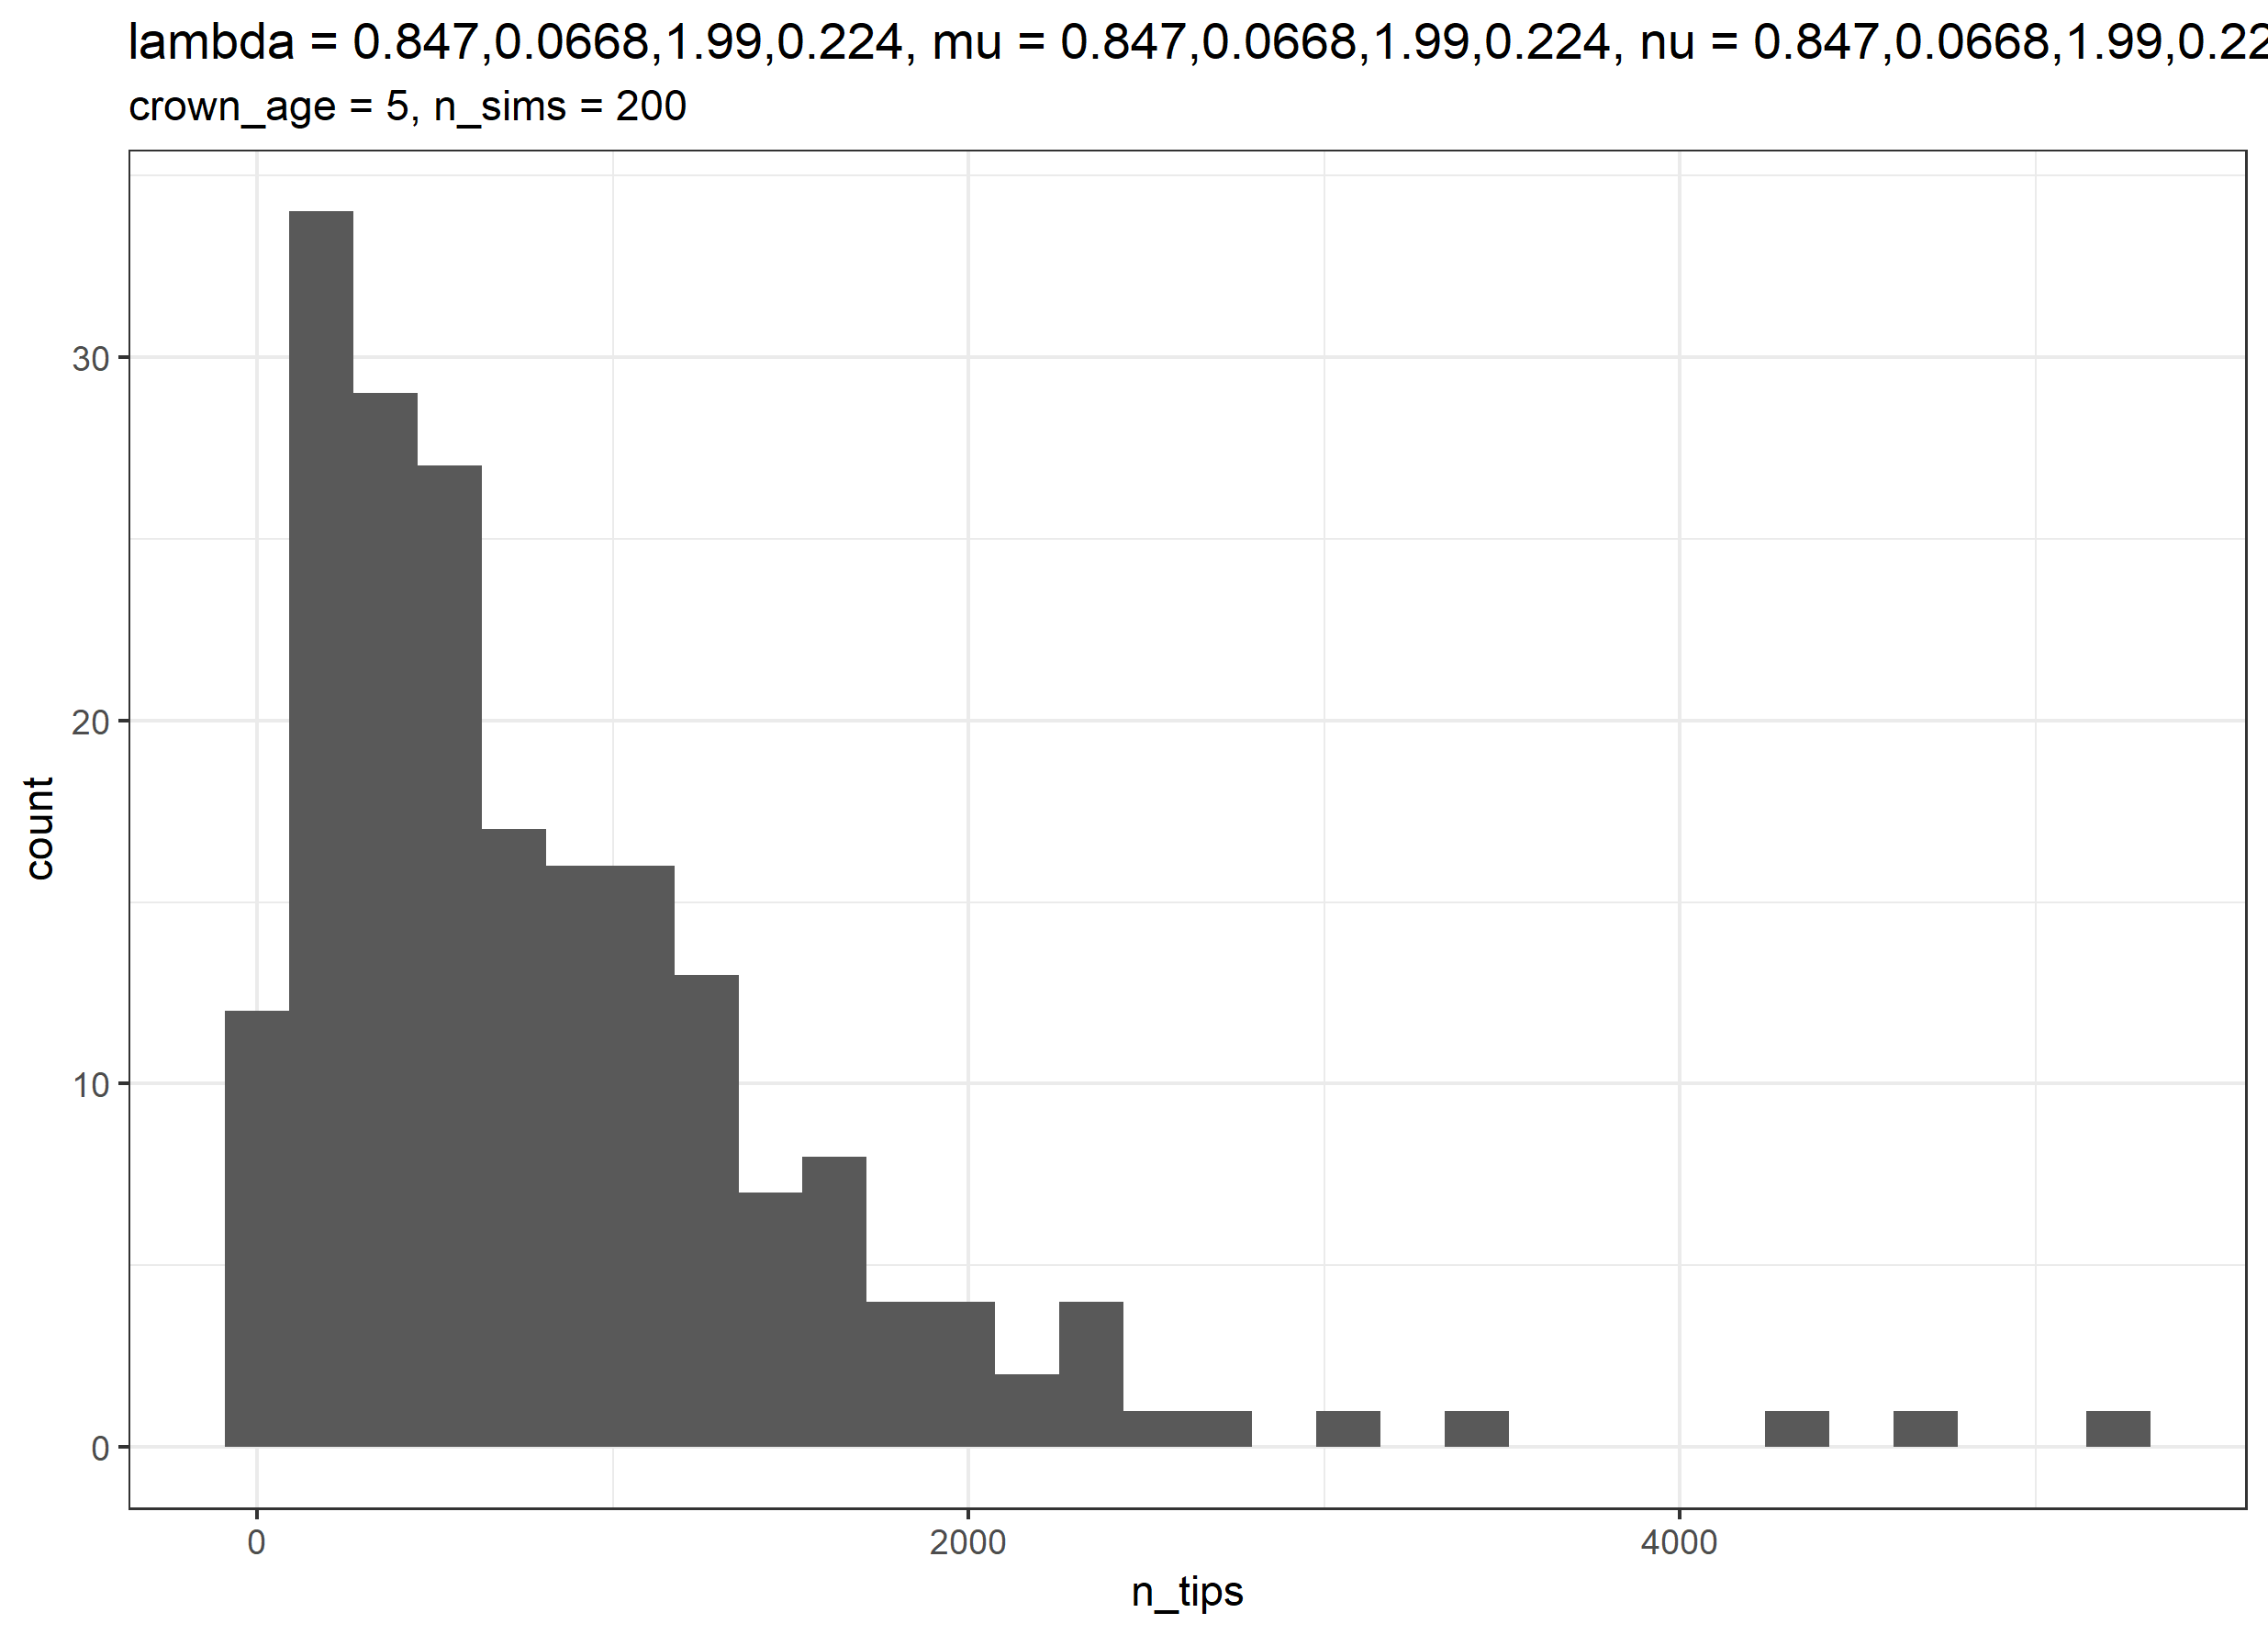 lambda = 0.847,0.0668,1.99,0.224, mu = 0.847,0.0668,1.99,0.224, nu = 0.847,0.0668,1.99,0.22
crown_age = 5, n_sims = 200
30
20
10
0
count
0 2000 4000
n_tips